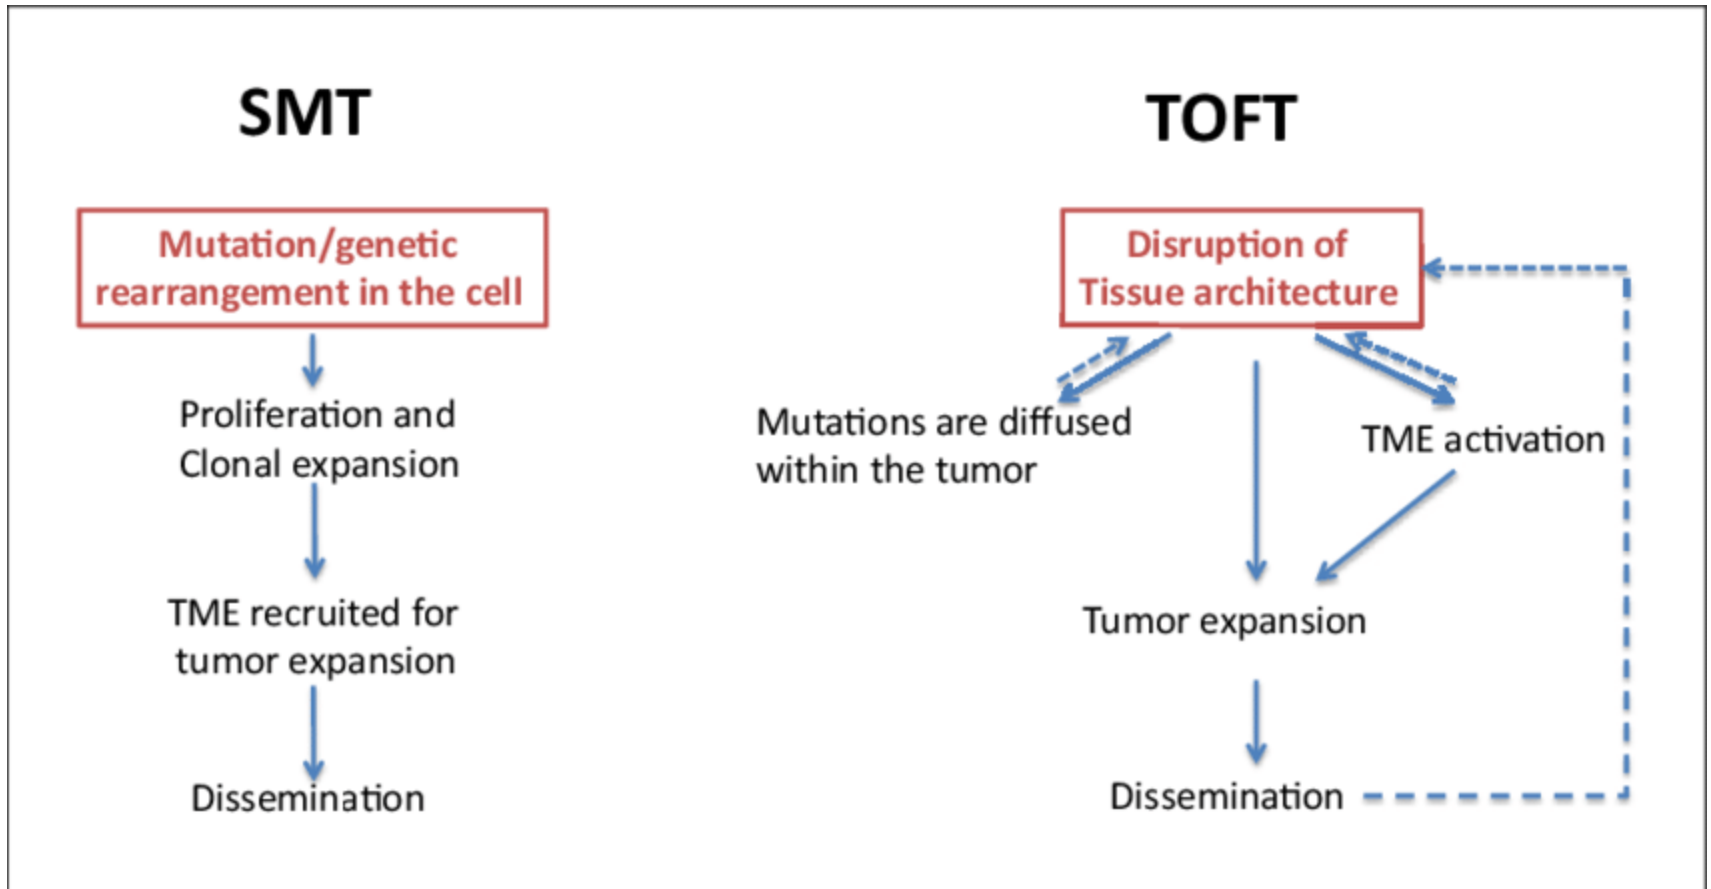 SMT
Mutation/genetic
rearrangement in the cell
Proliferation and
Clonal expansion
TME recruited for
tumor expansion
Dissemination
TOFT
Disruption of
Tissue architecture
Mutations are diffused
within the tumor
TME activation
Tumor expansion
Dissemination